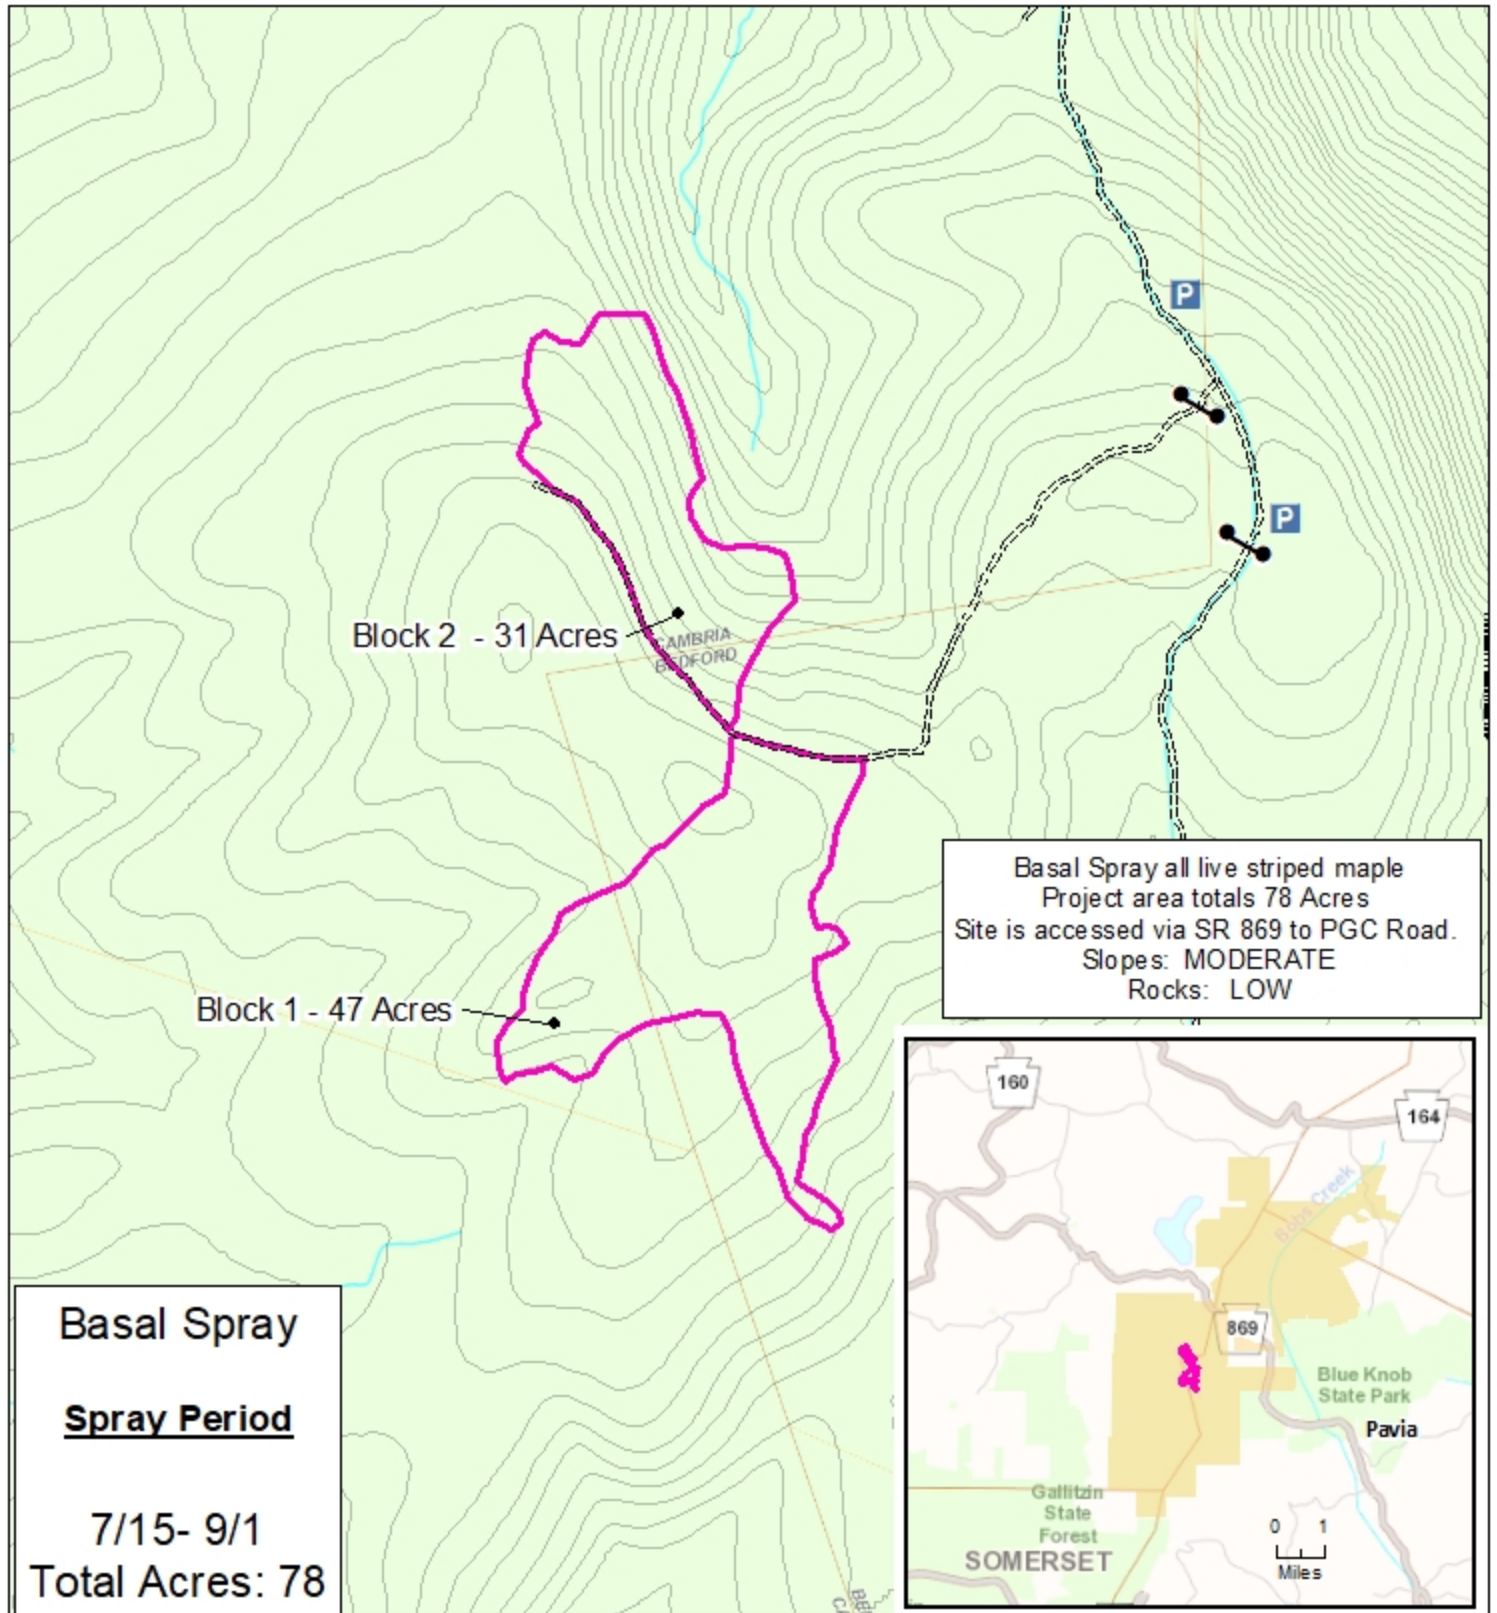 P
P
Block 2 - 31 Acres
CAMBRIA
BEDFORD
Basal Spray all live striped maple
Project area totals 78 Acres
Site is accessed via SR 869 to PGC Road.
Slopes: MODERATE
Rocks: LOW
Block 1 - 47 Acres
160
164
Bobs Creek
869
Blue Knob
State Park
Pavia
Gallitzin
State
Forest
SOMERSET
0 1
Miles
Basal Spray
Spray Period
7/15- 9/1
Total Acres: 78